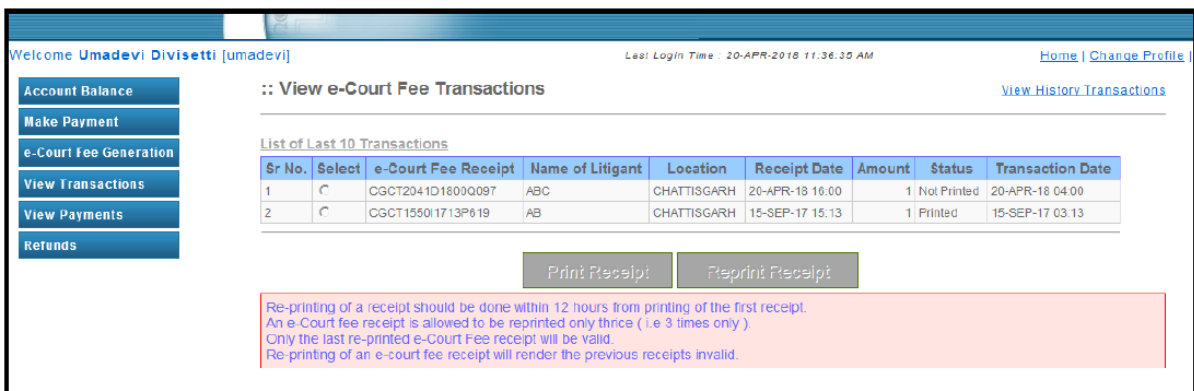 Welcome Umadevi Divisetti [umadevi]
Last Login Time : 20-APR-2018 11:36:35 AM
Home | Change Profile |
Account Balance
Make Payment
e-Court Fee Generation
View Transactions
View Payments
Refunds
:: View e-Court Fee Transactions
View History Transactions
List of Last 10 Transactions
Sr No. Select e-Court Fee Receipt Name of Litigant Location Receipt Date Amount Status Transaction Date
1 CGCT2041D1800Q097 ABC CHATTISGARH 20-APR-18 16:00 1 Not Printed 20-APR-18 04:00
2 CGCT1550I1713P619 AB CHATTISGARH 15-SEP-17 15:13 1 Printed 15-SEP-17 03:13
Print Receipt
Reprint Receipt
Re-printing of a receipt should be done within 12 hours from printing of the first receipt.
An e-Court fee receipt is allowed to be reprinted only thrice ( i.e 3 times only ).
Only the last re-printed e-Court Fee receipt will be valid.
Re-printing of an e-court fee receipt will render the previous receipts invalid.